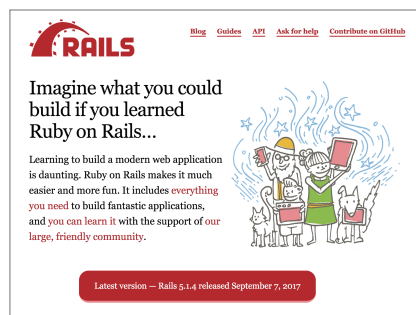 RAILS
Blog Guides API Ask for help Contribute on GitHub
Imagine what you could
build if you learned
Ruby on Rails...
Learning to build a modern web application
is daunting. Ruby on Rails makes it much
easier and more fun. It includes everything
you need to build fantastic applications,
and you can learn it with the support of our
large, friendly community.
Latest version — Rails 5.1.4 released September 7, 2017